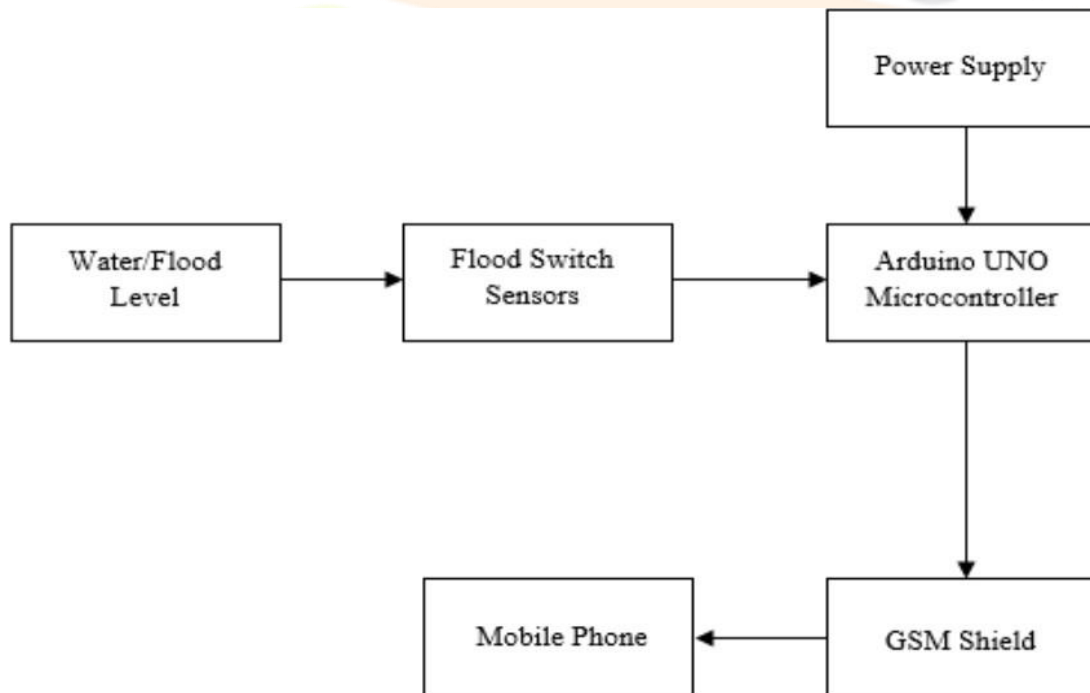 Power Supply
Water/Flood
Level
Flood Switch
Sensors
Arduino UNO
Microcontroller
Mobile Phone
GSM Shield